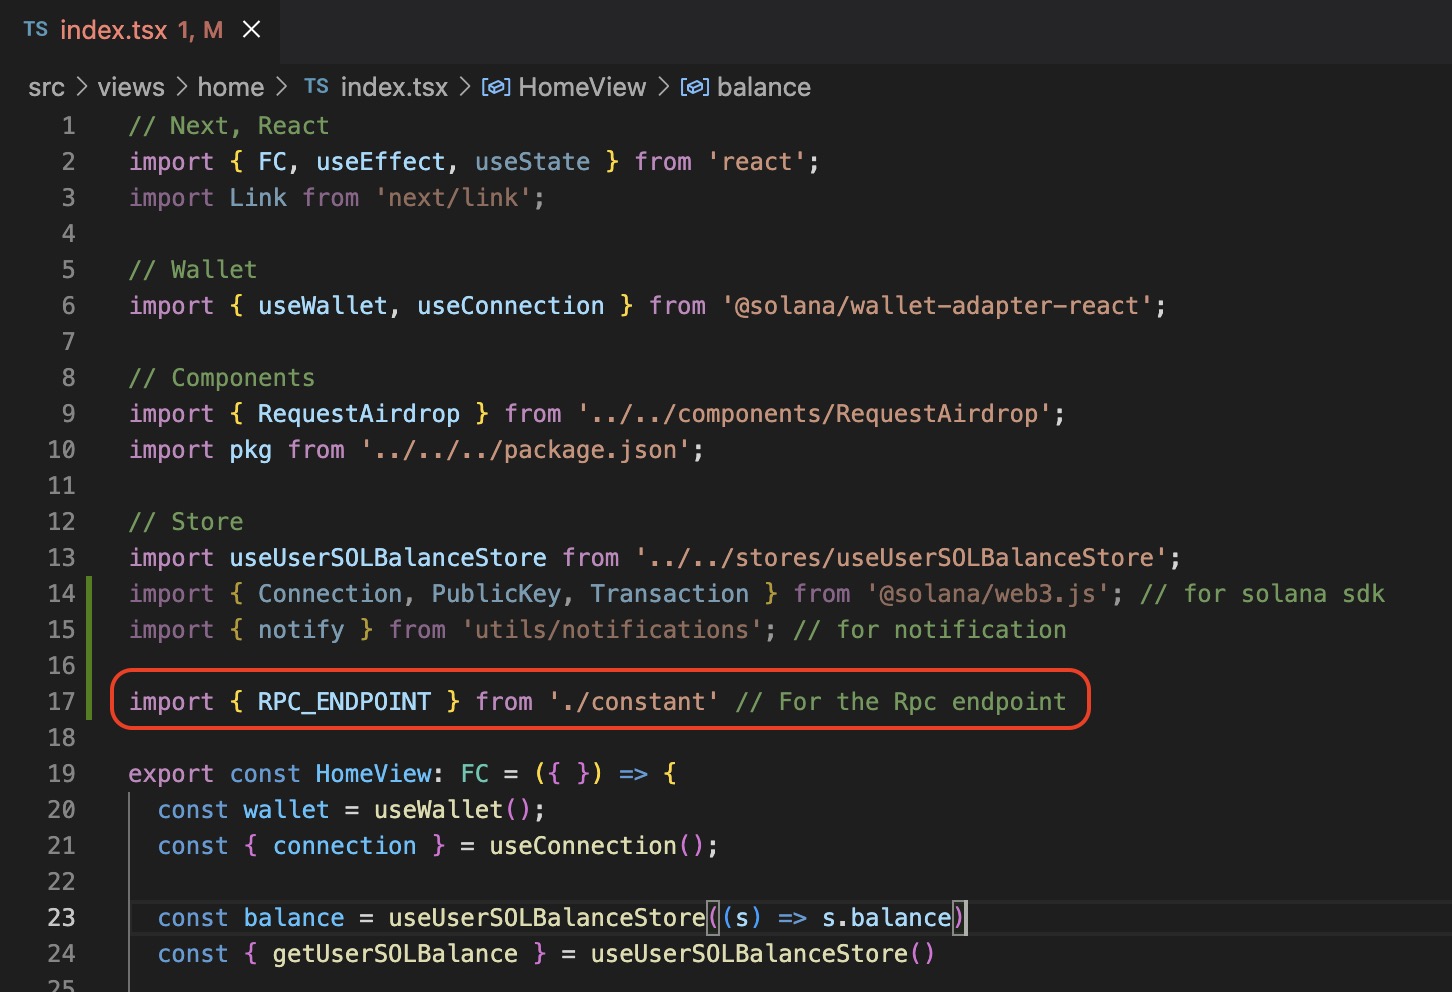 TS index.tsx 1, M
src > views > home > TS index.tsx > HomeView > balance
1 // Next, React
2 import { FC, useEffect, useState } from 'react';
3 import Link from 'next/link';
4
5 // Wallet
6 import { useWallet, useConnection } from '@solana/wallet-adapter-react';
7
8 // Components
9 import { RequestAirdrop } from '../../components/RequestAirdrop';
10 import pkg from '../../../package.json';
11
12 // Store
13 import useUserSOLBalanceStore from '../../stores/useUserSOLBalanceStore';
14 import { Connection, PublicKey, Transaction } from '@solana/web3.js'; // for solana sdk
15 import { notify } from 'utils/notifications'; // for notification
16
17 import { RPC_ENDPOINT } from './constant' // For the Rpc endpoint
18
19 export const HomeView: FC = ({ }) => {
20 const wallet = useWallet();
21 const { connection } = useConnection();
22
23 const balance = useUserSOLBalanceStore((s) => s.balance)
24 const { getUserSOLBalance } = useUserSOLBalanceStore()
25